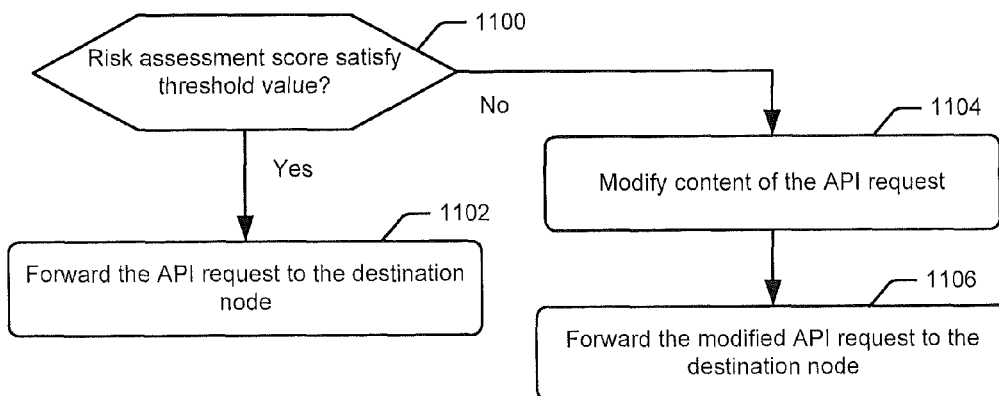 1100
Risk assessment score satisfy
threshold value?
No
Yes
1104
Modify content of the API request
1102
Forward the API request to the destination
node
1106
Forward the modified API request to the
destination node